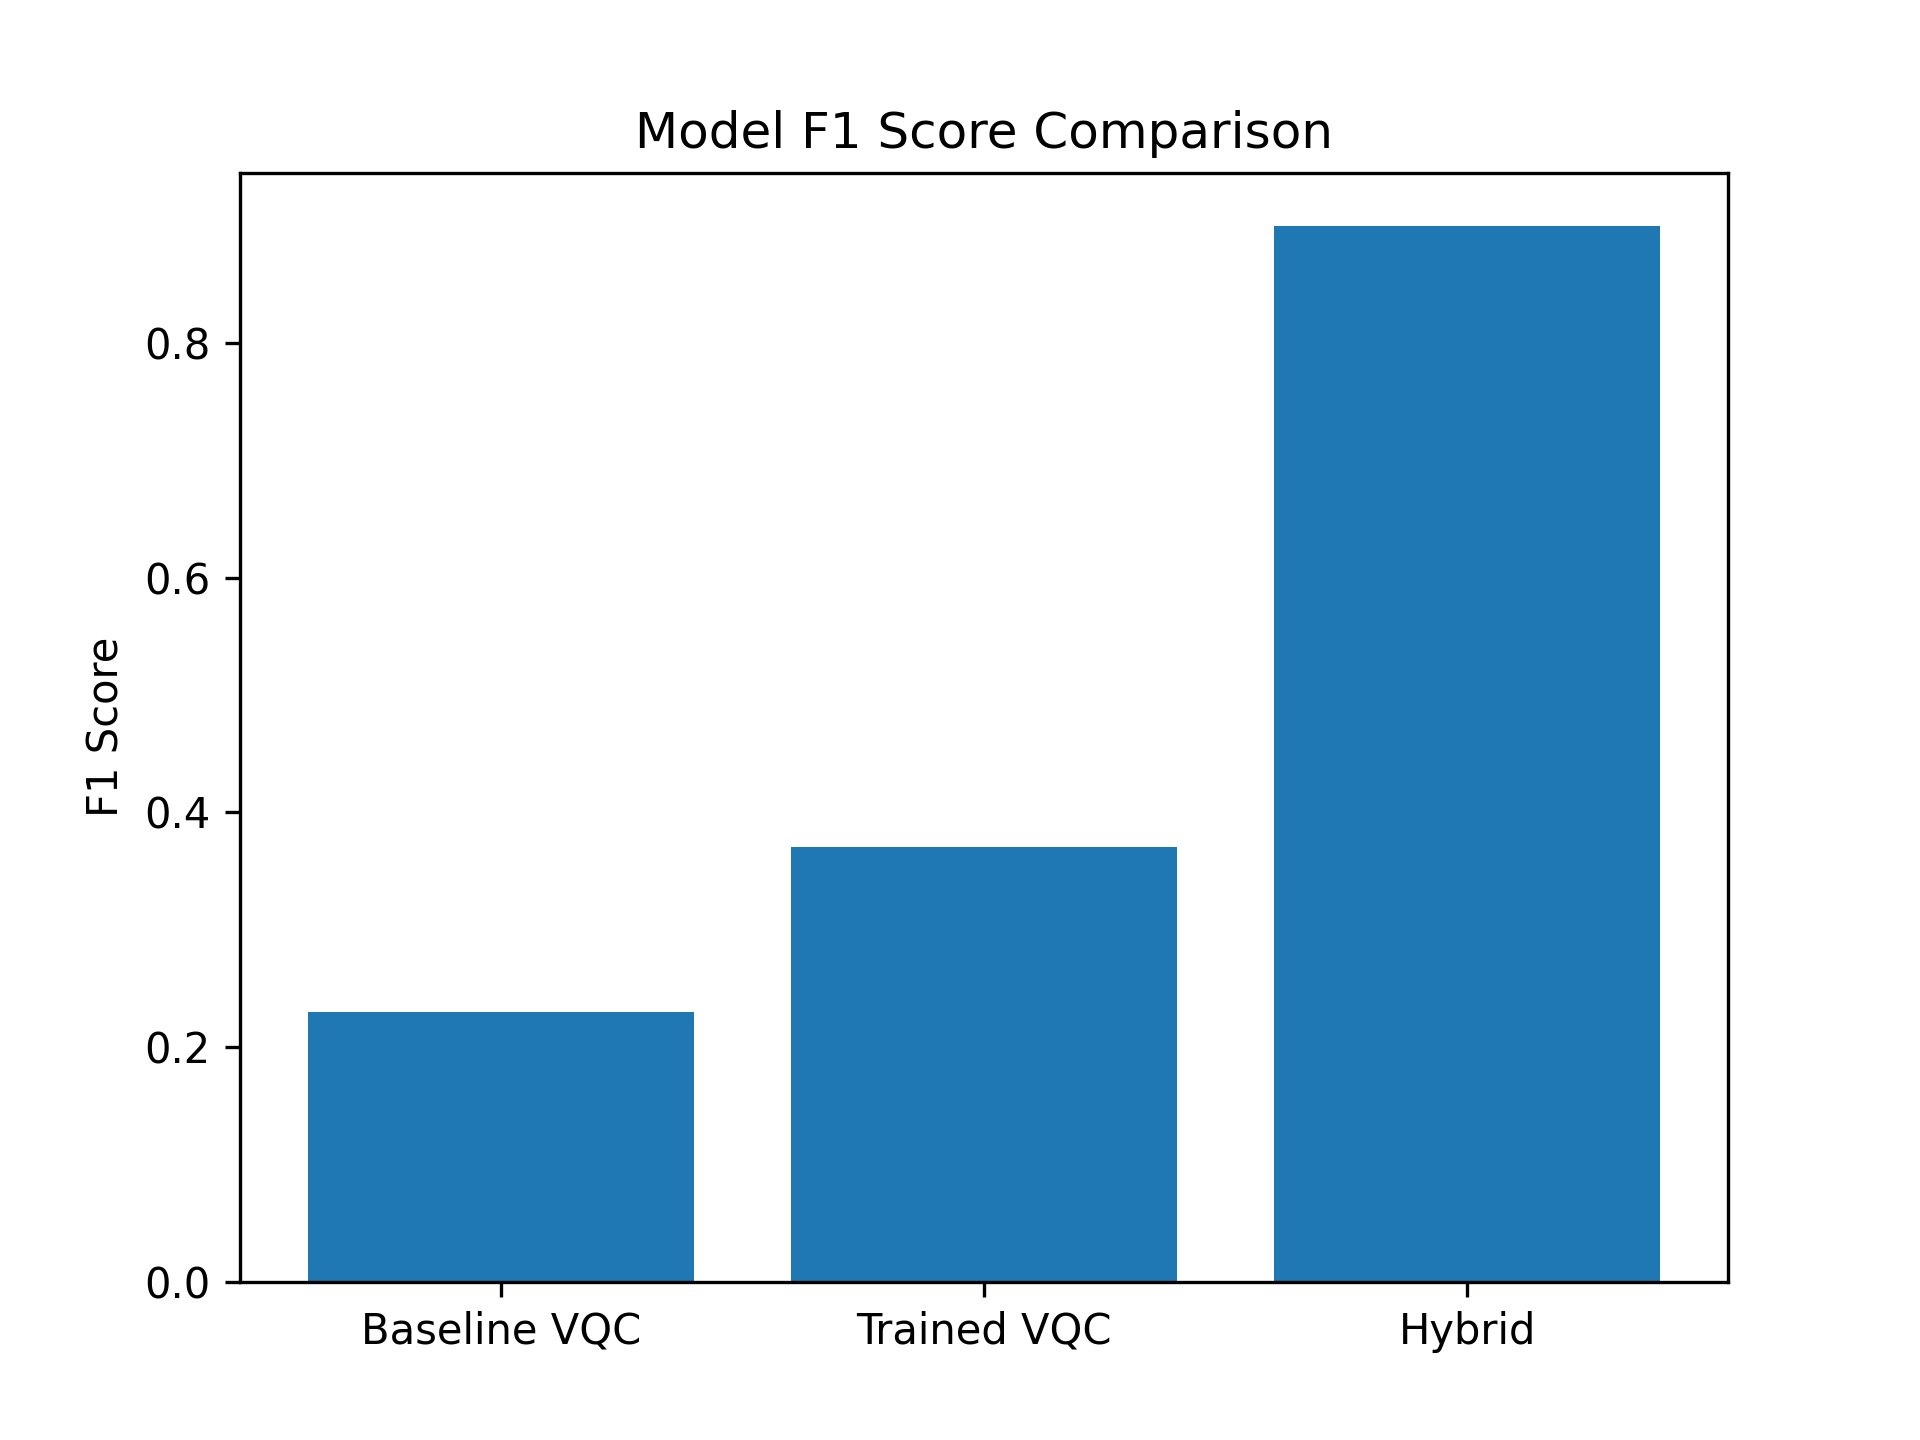 Model F1 Score Comparison
F1 Score
0.8
0.6
0.4
0.2
0.0
Baseline VQC
Trained VQC
Hybrid